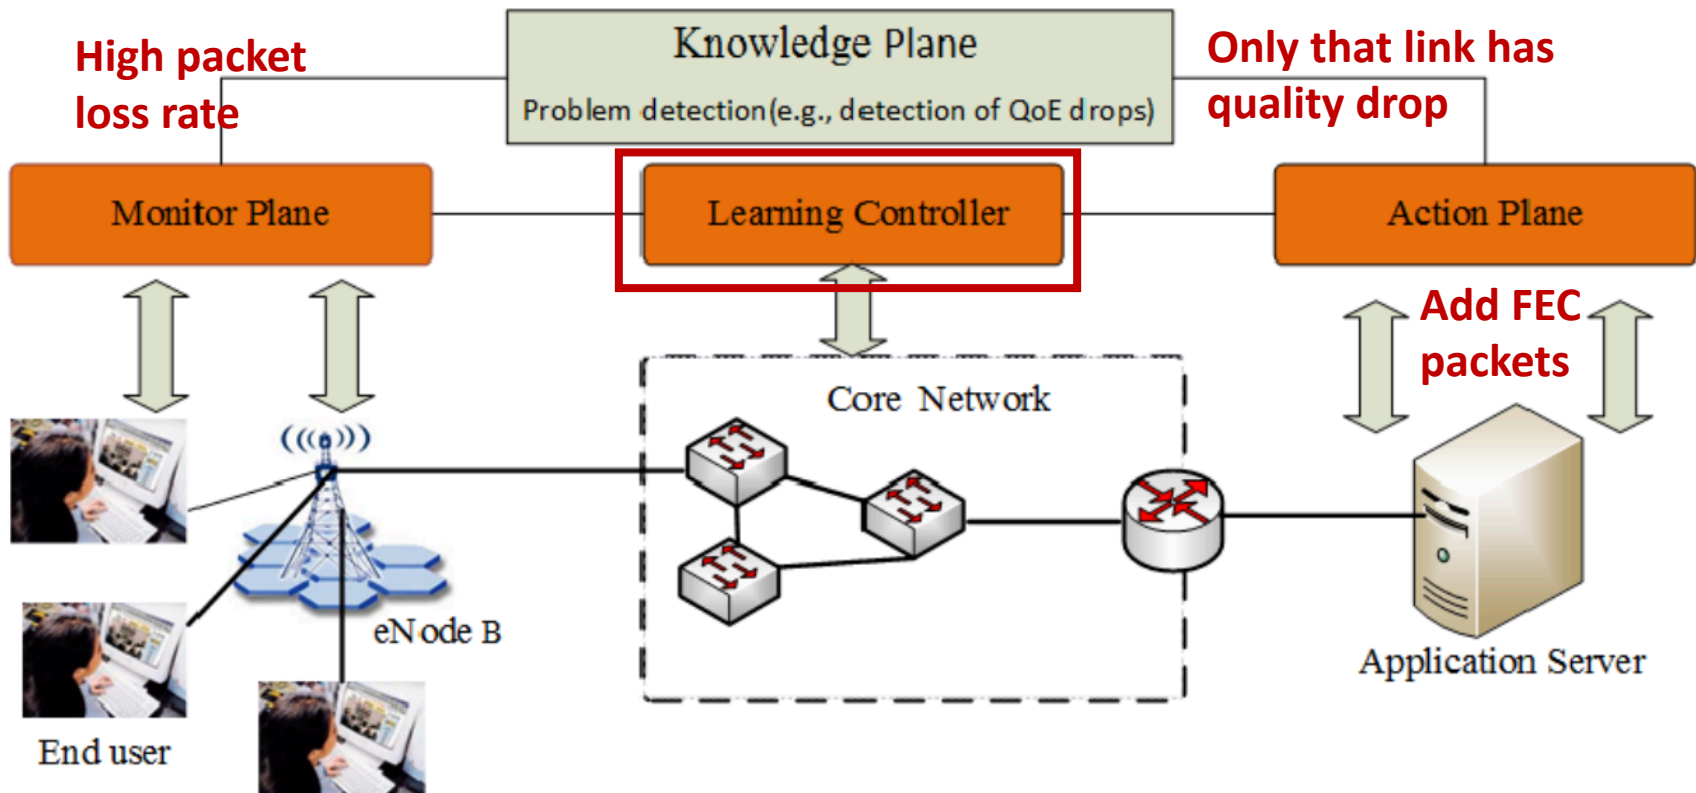 High packet
loss rate
Knowledge Plane
Problem detection(e.g., detection of QoE drops)
Only that link has
quality drop
Monitor Plane
Learning Controller
Action Plane
Add FEC
packets
Core Network
eNode B
End user
Application Server